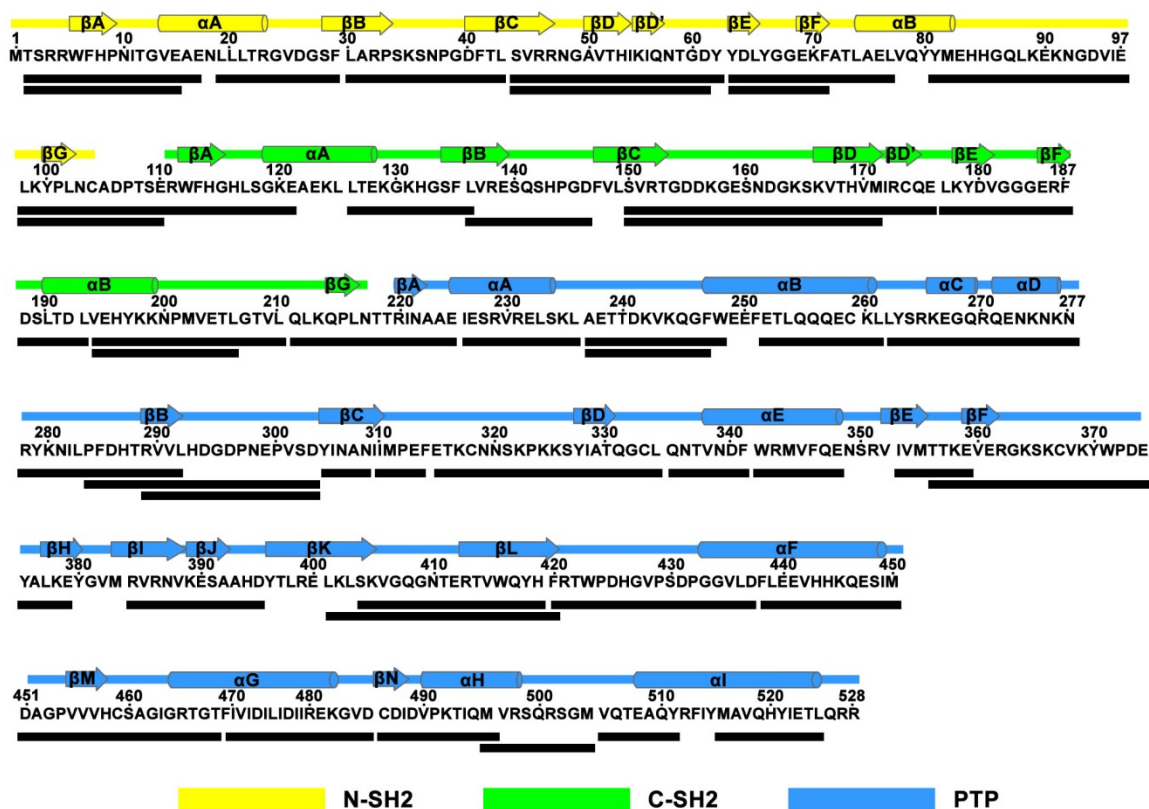 βA αA βB βC βD βD' βE βF αB
1 10 20 30 40 50 60 70 80 90 97
MTSRRWFHPNITGVEAENLLLTRGVDGSF LARPSKSNPGDFTL SVRRNGAVTHIKIQNTGDY YDLYGGEKFATLAELVQYYMEHHGQLKEKNGDVIE
βG βA αA βB βC βD βD' βE βF
100 110 120 130 140 150 160 170 180 187
LKYPLNCADPTSERWFHGHLSGKEAEKLL LTEKGKHGSFLVRESQSHPGDFVLSVRTGDDKGESNDGKSKVTHVMIRCQE LKYDVGGGERF
αB βG βA αA αB αC αD
190 200 210 220 230 240 250 260 270 277
DSLTDL VEHYKKNPMVETLGTVL QLKQPLNTTRINAAE IESRVRELSKL AETTDKVKQGFWEEFETLQQQEC KLLYSRKEGQRQENKNKN
βB βC βD αE βE βF
280 290 300 310 320 330 340 350 360 370
RYKNILPFDHTRVVLHDGDPNEPVSDYINANIIMPEFETKCNNSKPKKSYIATQGCL QNTVNDF WRMVFQENSRV IVMTTKEVERGKSKCVKYWPDE
βH βI βJ βK βL αF
380 390 400 410 420 430 440 450
YALKEYGVM RVRNVKESAAHDYTLRE LKLSKVGQGNTERTVWQYH FRTWPDHGVPSDPGGVLDFLEEVHHKQESIM
βM αG βN αH αI
451 460 470 480 490 500 510 520 528
DAGPVVVHCSAGIGRTGTFIVIDILIDIIREKGVD CDIDVPKTIQM VRSQRSGM VQTEAQYRFIYMAVQHYIETLQRR
N-SH2 C-SH2 PTP